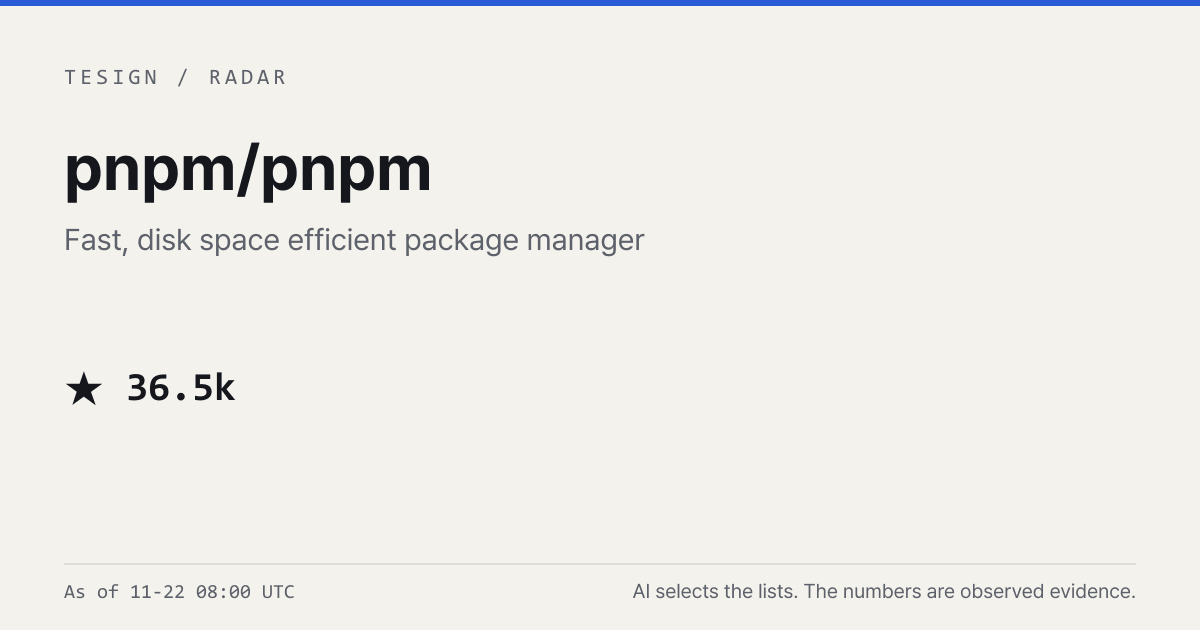 TESIGN / RADAR
pnpm/pnpm
Fast, disk space efficient package manager
★ 36.5k
As of 11-22 08:00 UTC
AI selects the lists. The numbers are observed evidence.